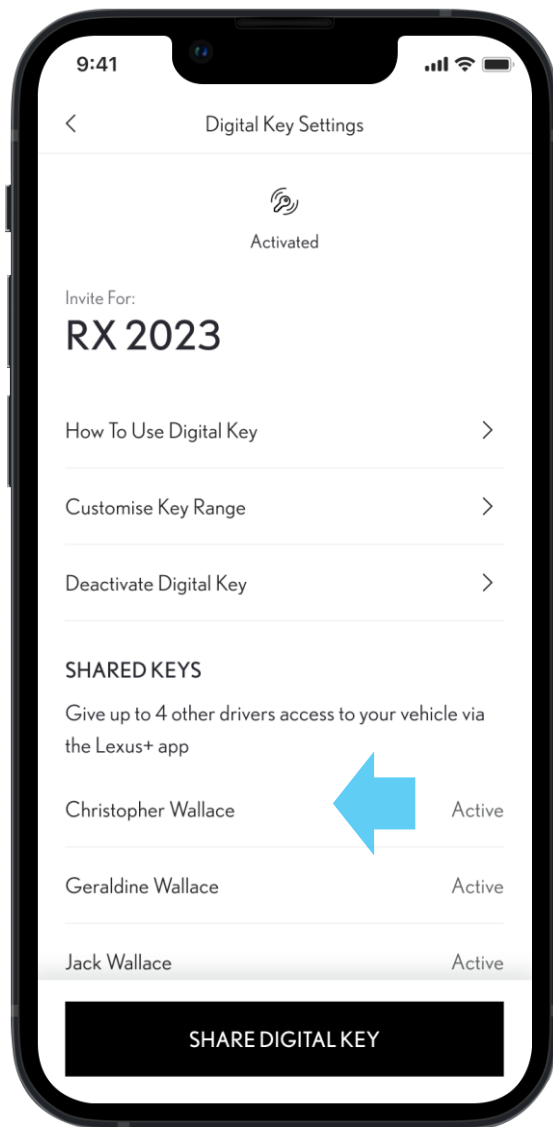 9:41
Digital Key Settings
Activated
Invite For:
RX 2023
How To Use Digital Key
Customise Key Range
Deactivate Digital Key
SHARED KEYS
Give up to 4 other drivers access to your vehicle via
the Lexus+ app
Christopher Wallace Active
Geraldine Wallace Active
Jack Wallace Active
SHARE DIGITAL KEY